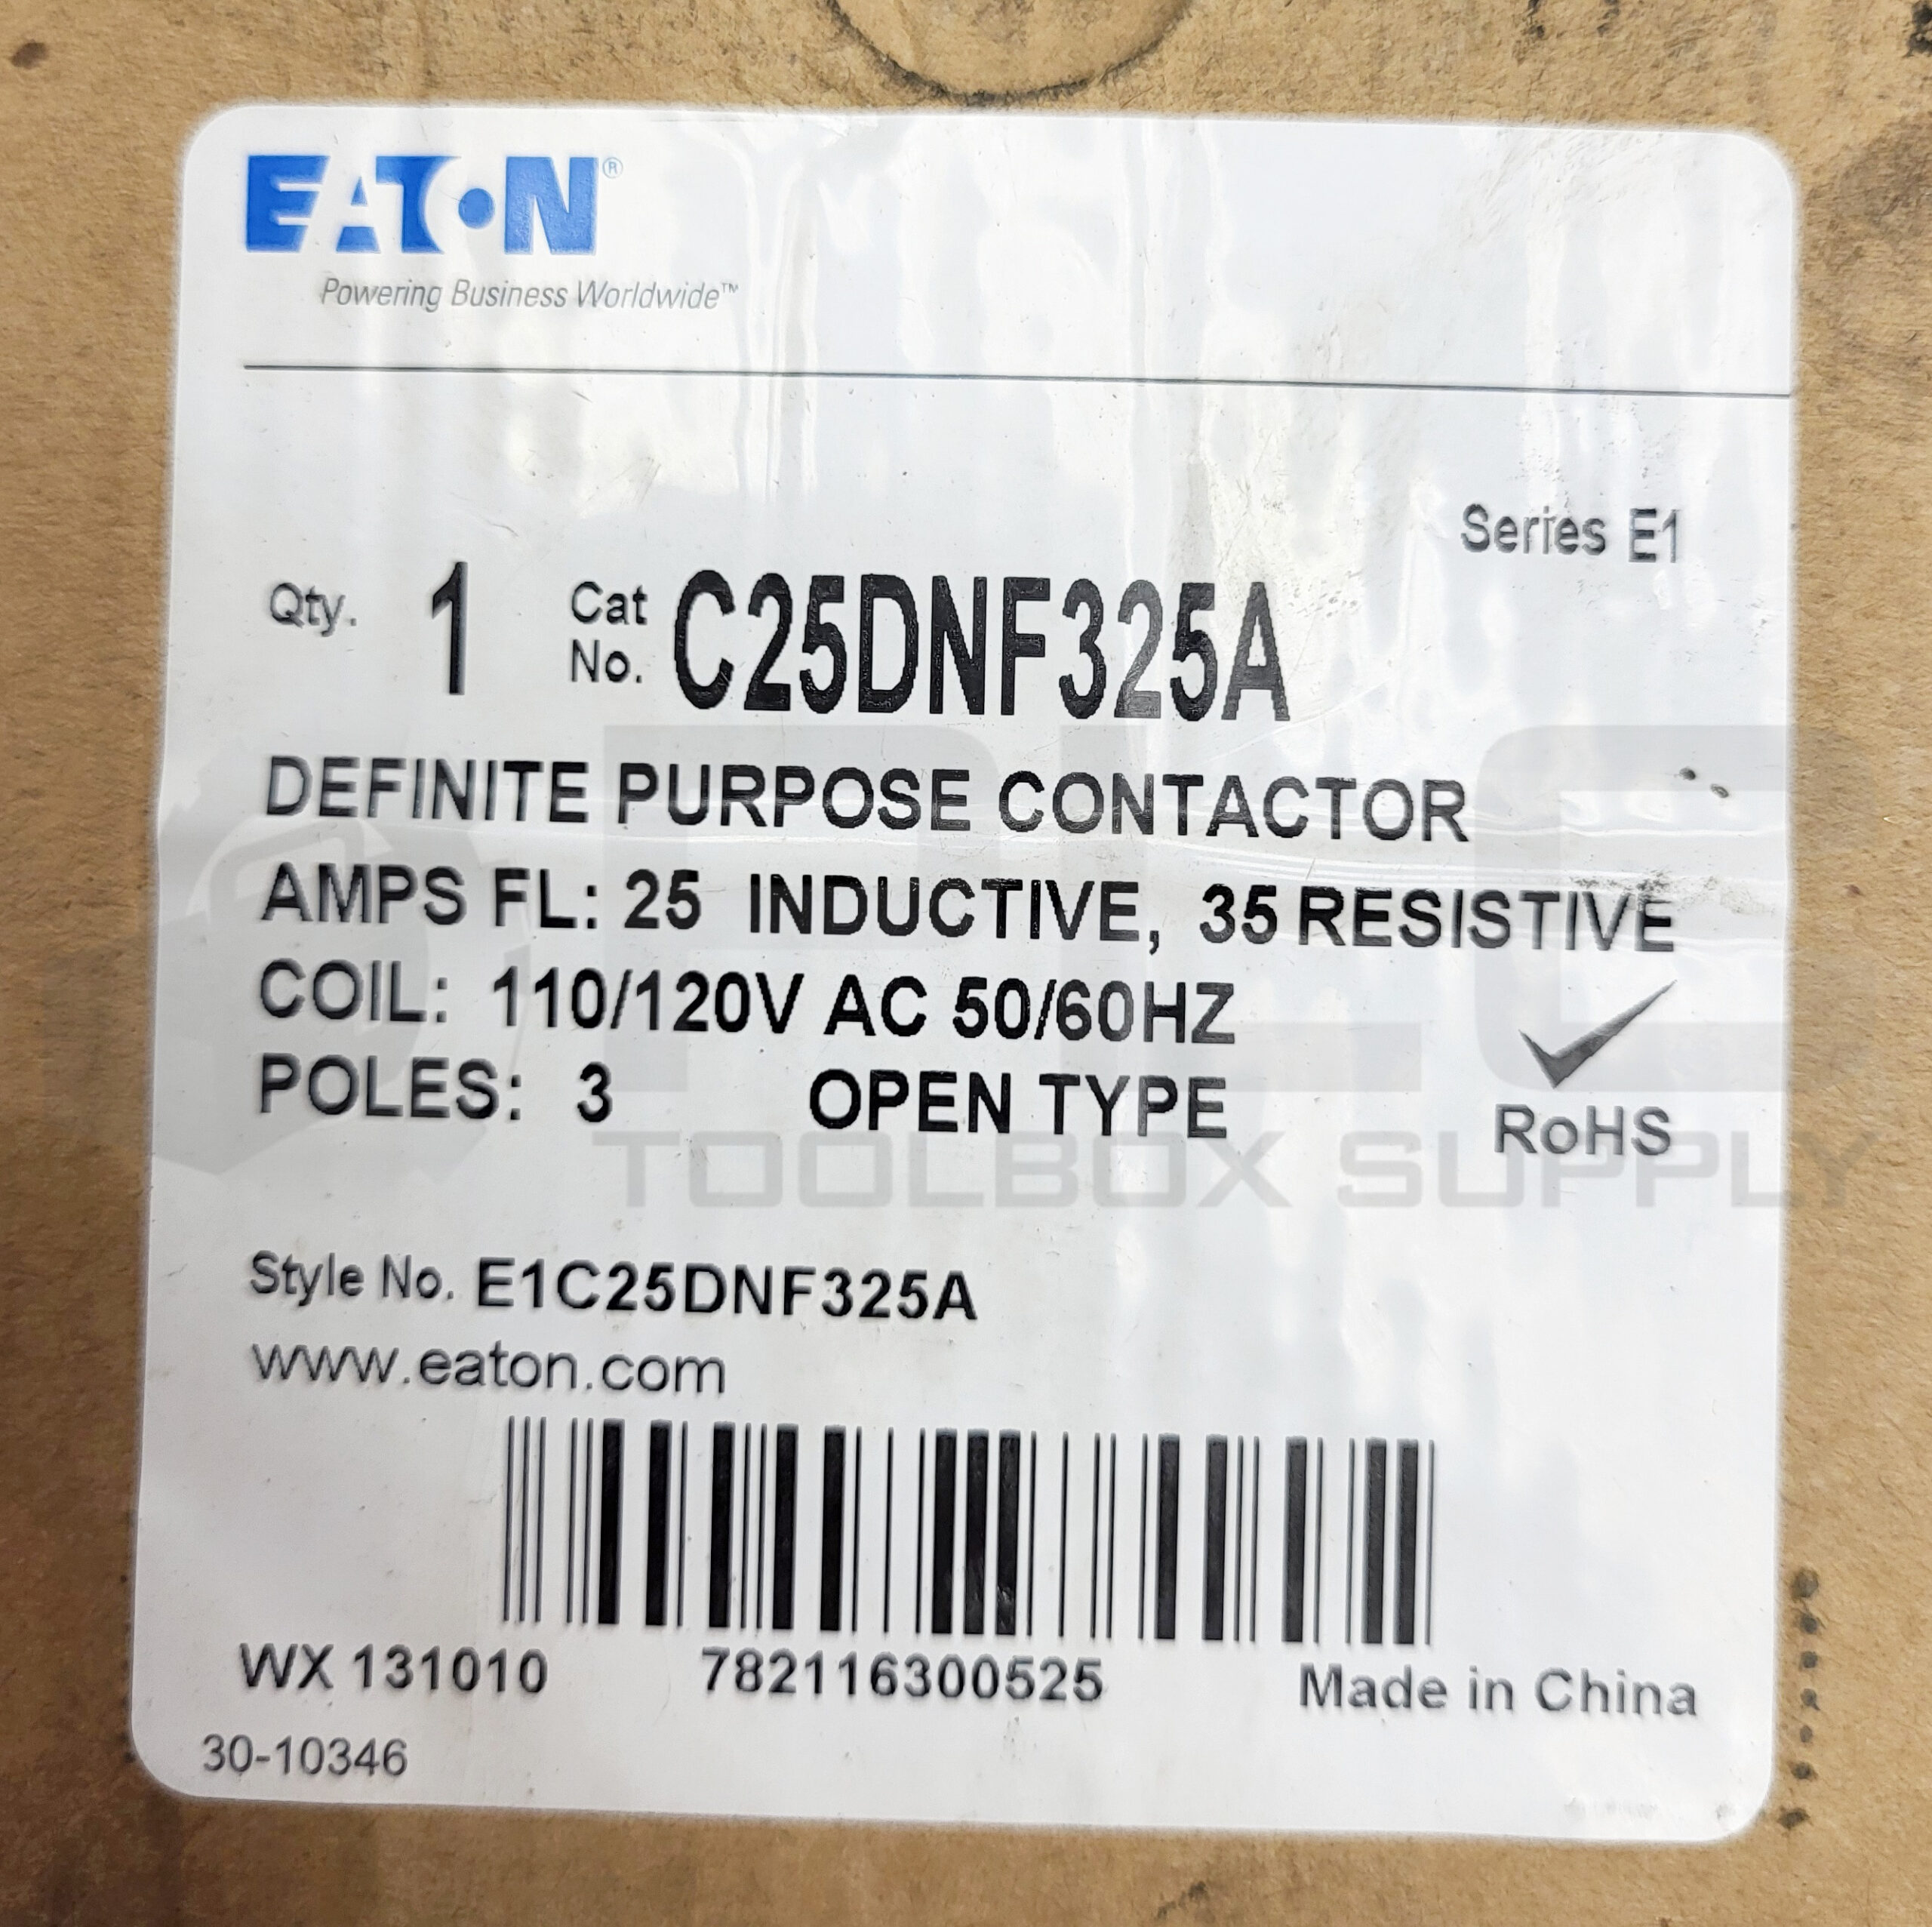 EATON®
Powering Business Worldwide™
Series E1
Qty. 1 Cat No. C25DNF325A
DEFINITE PURPOSE CONTACTOR
AMPS FL: 25 INDUCTIVE, 35 RESISTIVE
COIL: 110/120V AC 50/60HZ
POLES: 3 OPEN TYPE
RoHS
PLC
TOOLBOX SUPPLY
Style No. E1C25DNF325A
www.eaton.com
WX 131010 782116300525 Made in China
30-10346